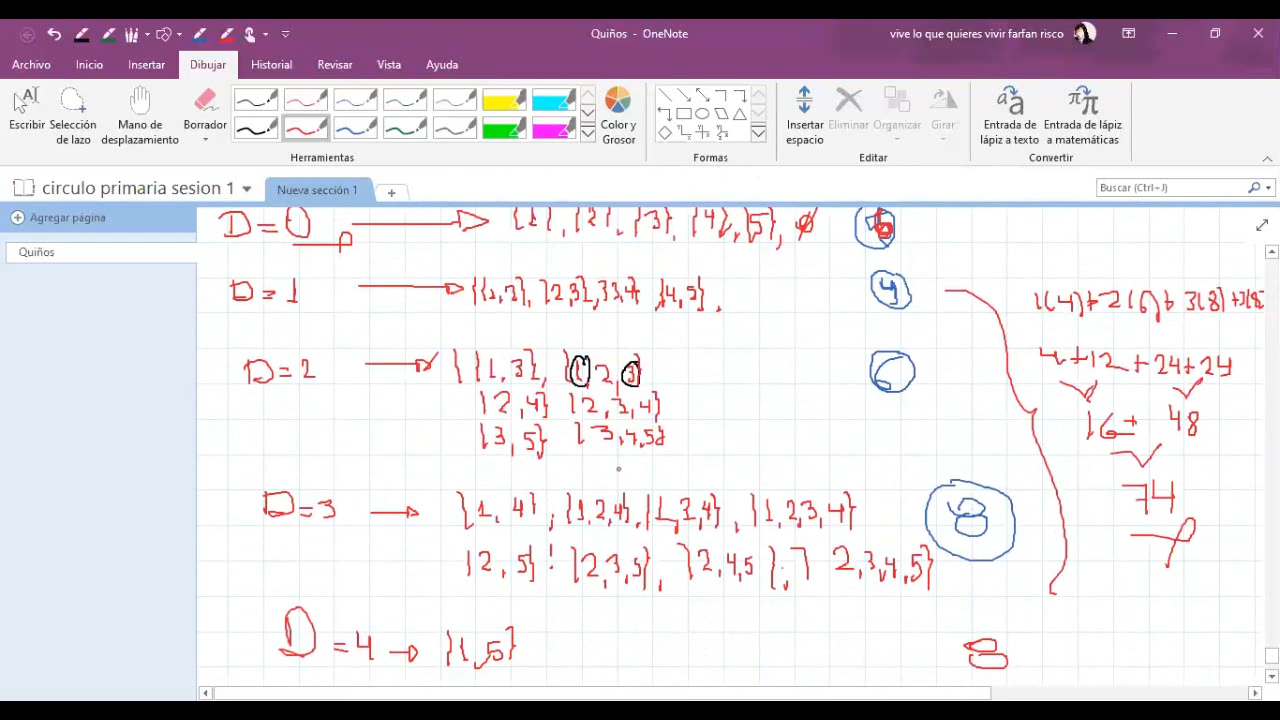 Quiños - OneNote
vive lo que quieres vivir farfan risco
Archivo Inicio Insertar Dibujar Historial Revisar Vista Ayuda
Escribir Selección de lazo Mano de desplazamiento Borrador Color y Grosor Insertar espacio Eliminar Organizar Girar Entrada de lápiz a texto Entrada de lápiz a matemáticas
Herramientas Formas Editar Convertir
circulo primaria sesion 1 Nueva sección 1 Buscar (Ctrl+J)
Agregar página
Quiños
D = 0 {1}, {2}, {3}, {4}, {5}, ∅
D = 1 {{1,2}, {2,3}, {3,4}, {4,5}, 4
1(4)+2(6)+3(8)+3(8
D = 2 { {1,3}, {1,2,3}
{2,4} {2,3,4}
{3,5} {3,4,5}
4+12+24+24
16+ 48
74
D = 3 {1,4}, {1,2,4}, {1,3,4}, {1,2,3,4} 8
{2,5}, {2,3,5}, {2,4,5}, {2,3,4,5}
D = 4 {1,5} 8